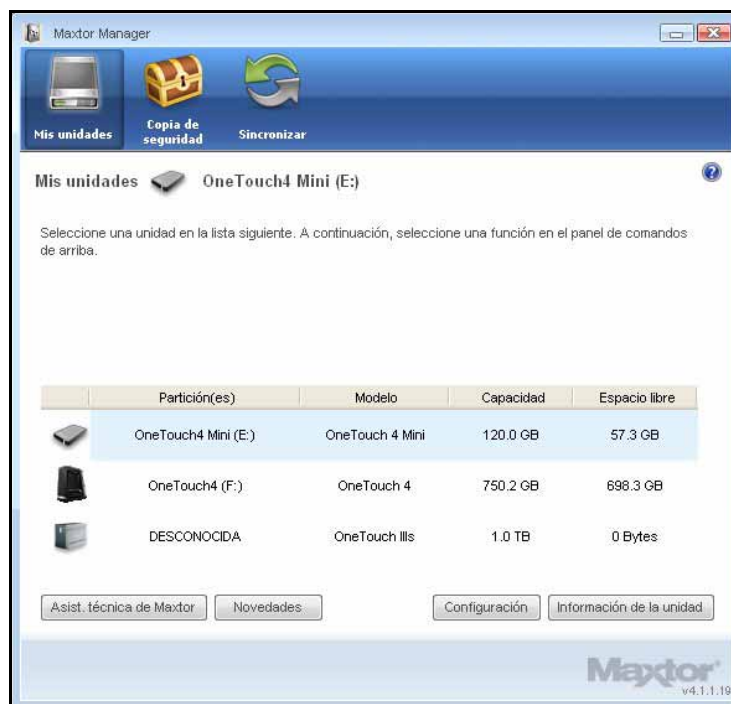 Maxtor Manager
Mis unidades
Copia de
seguridad
Sincronizar
Mis unidades OneTouch4 Mini (E:)
Seleccione una unidad en la lista siguiente. A continuación, seleccione una función en el panel de comandos
de arriba.
Partición(es) Modelo Capacidad Espacio libre
OneTouch4 Mini (E:) OneTouch 4 Mini 120.0 GB 57.3 GB
OneTouch4 (F:) OneTouch 4 750.2 GB 698.3 GB
DESCONOCIDA OneTouch IIIs 1.0 TB 0 Bytes
Asist. técnica de Maxtor Novedades Configuración Información de la unidad
Maxtor
v4.1.1.19